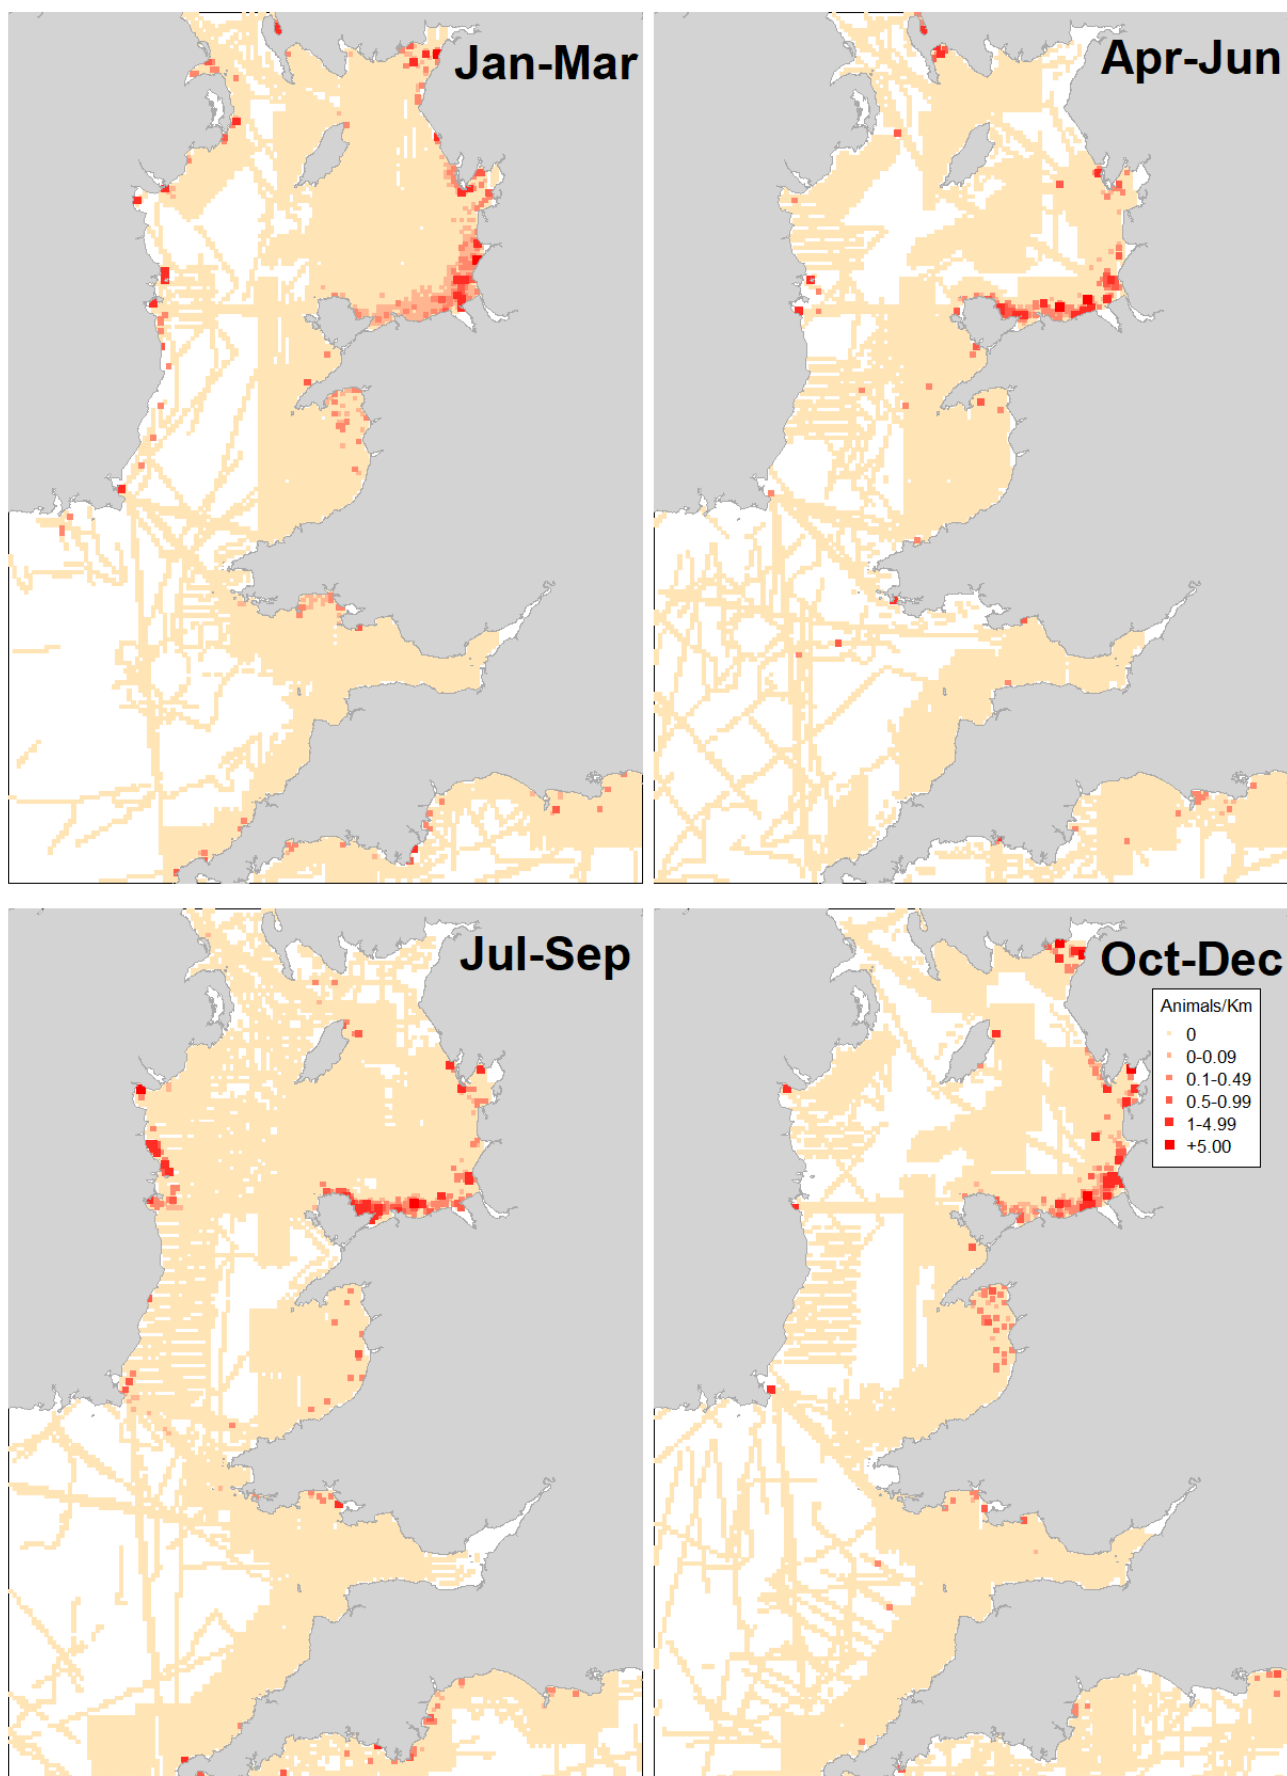 Jan-Mar
Apr-Jun
Jul-Sep
Oct-Dec
Animals/Km
0
0-0.09
0.1-0.49
0.5-0.99
1-4.99
+5.00